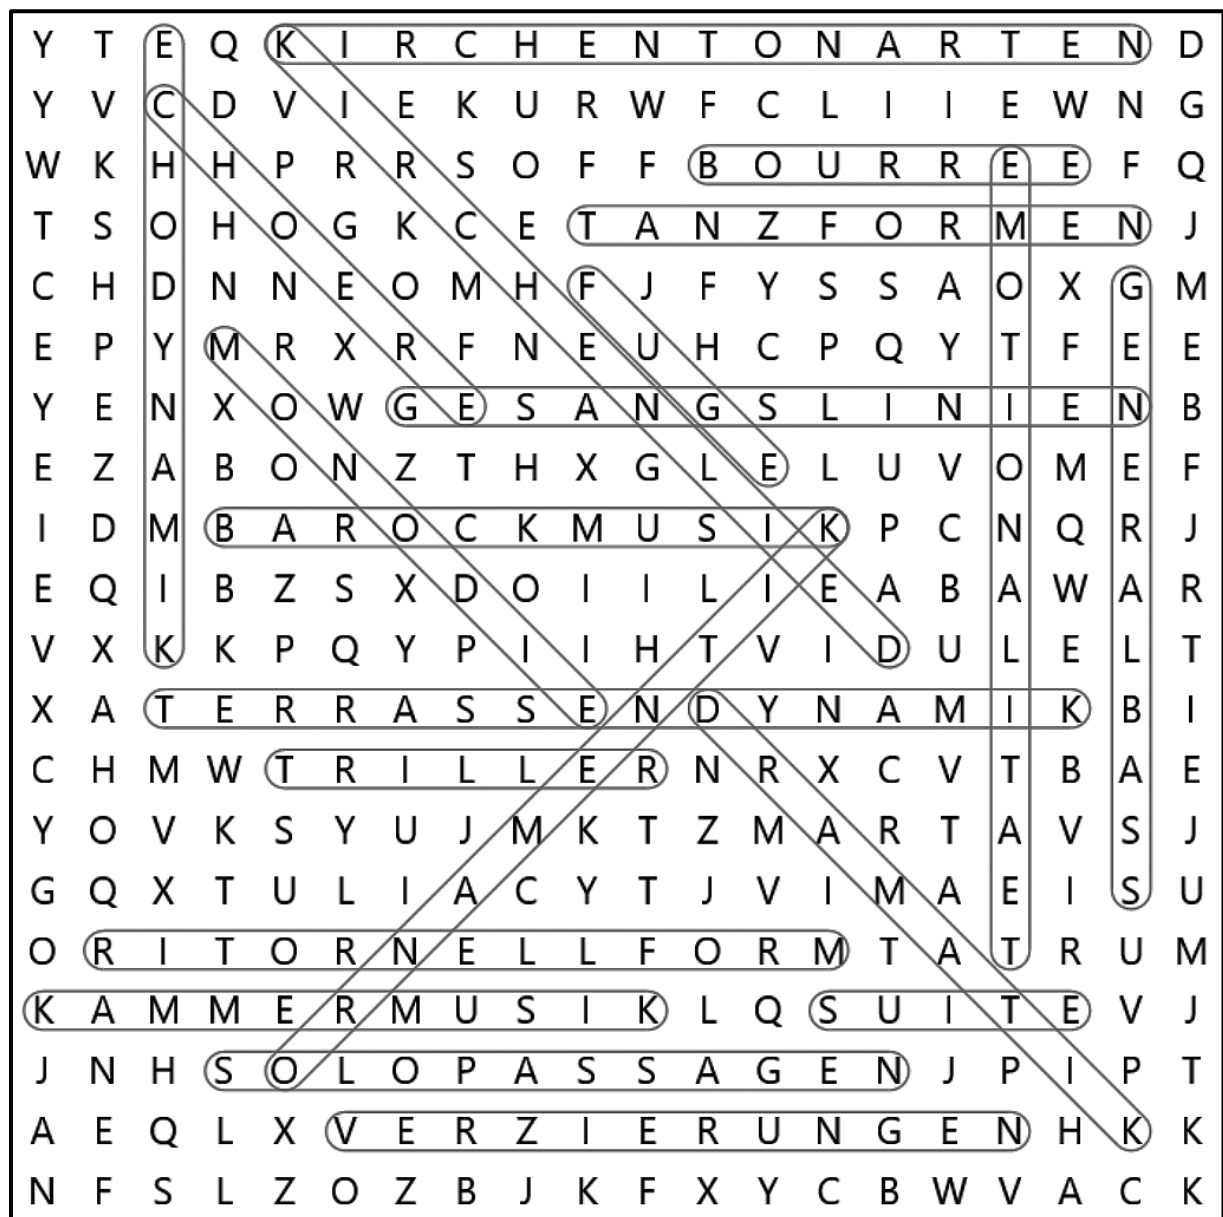 Y T E Q K I R C H E N T O N A R T E N D
Y V C D V I E K U R W F C L I I E W N G
W K H H P R R S O F F B O U R R E E F Q
T S O H O G K C E T A N Z F O R M E N J
C H D N N E O M H F J F Y S S A O X G M
E P Y M R X R F N E U H C P Q Y T F E E
Y E N X O W G E S A N G S L I N I E N B
E Z A B O N Z T H X G L E L U V O M E F
I D M B A R O C K M U S I K P C N Q R J
E Q I B Z S X D O I I L I E A B A W A R
V X K K P Q Y P I I H T V I D U L E L T
X A T E R R A S S E N D Y N A M I K B I
C H M W T R I L L E R N R X C V T B A E
Y O V K S Y U J M K T Z M A R T A V S J
G Q X T U L I A C Y T J V I M A E I S U
O R I T O R N E L L F O R M T A T R U M
K A M M E R M U S I K L Q S U I T E V J
J N H S O L O P A S S A G E N J P I P T
A E Q L X V E R Z I E R U N G E N H K K
N F S L Z O Z B J K F X Y C B W V A C K